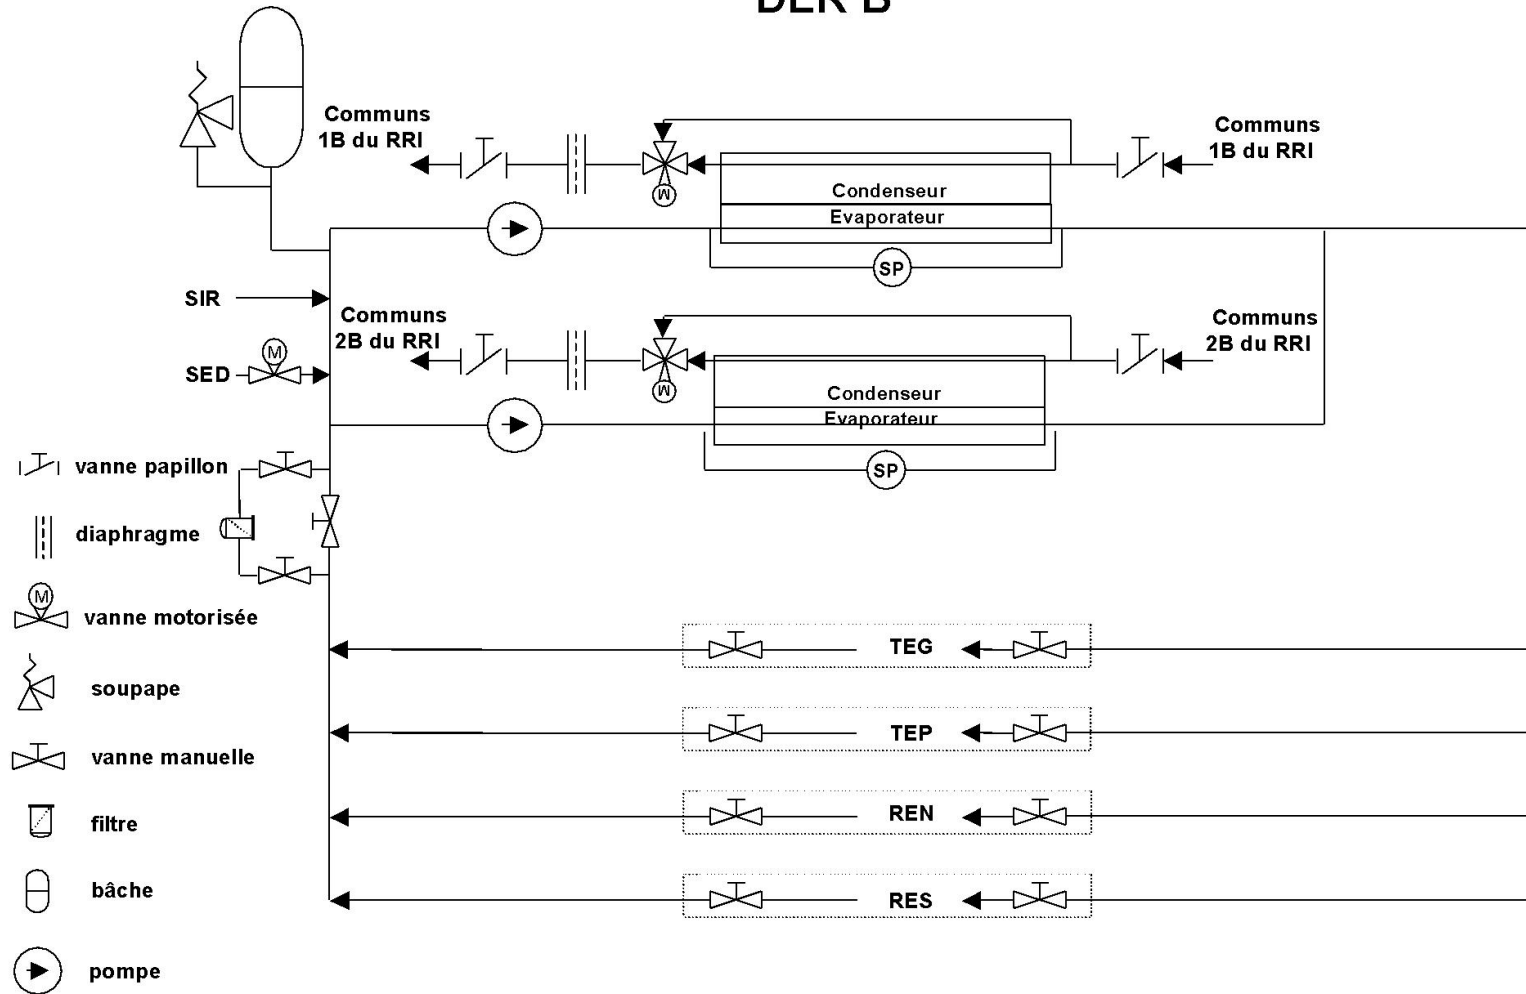 DER B
Communs
1B du RRI
Communs
1B du RRI
Condenseur
Evaporateur
SP
SIR
Communs
2B du RRI
Communs
2B du RRI
M
SED
M
M
Condenseur
Evaporateur
SP
vanne papillon
diaphragme
M
vanne motorisée
soupape
vanne manuelle
filtre
bâche
pompe
TEG
TEP
REN
RES